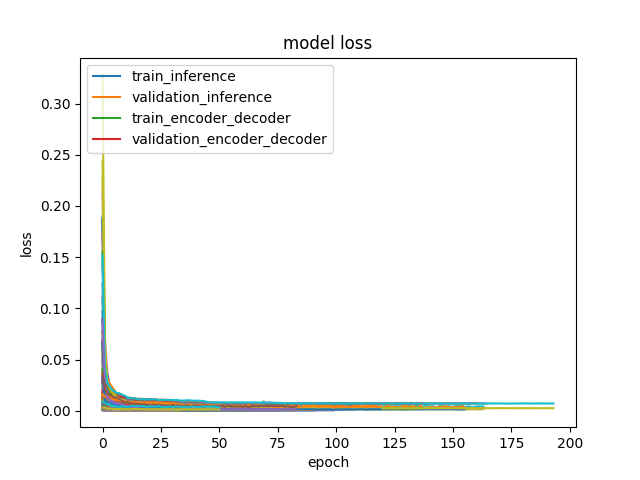 model loss
train_inference
validation_inference
train_encoder_decoder
validation_encoder_decoder
0.30
0.25
0.20
0.15
0.10
0.05
0.00
loss
0 25 50 75 100 125 150 175 200
epoch